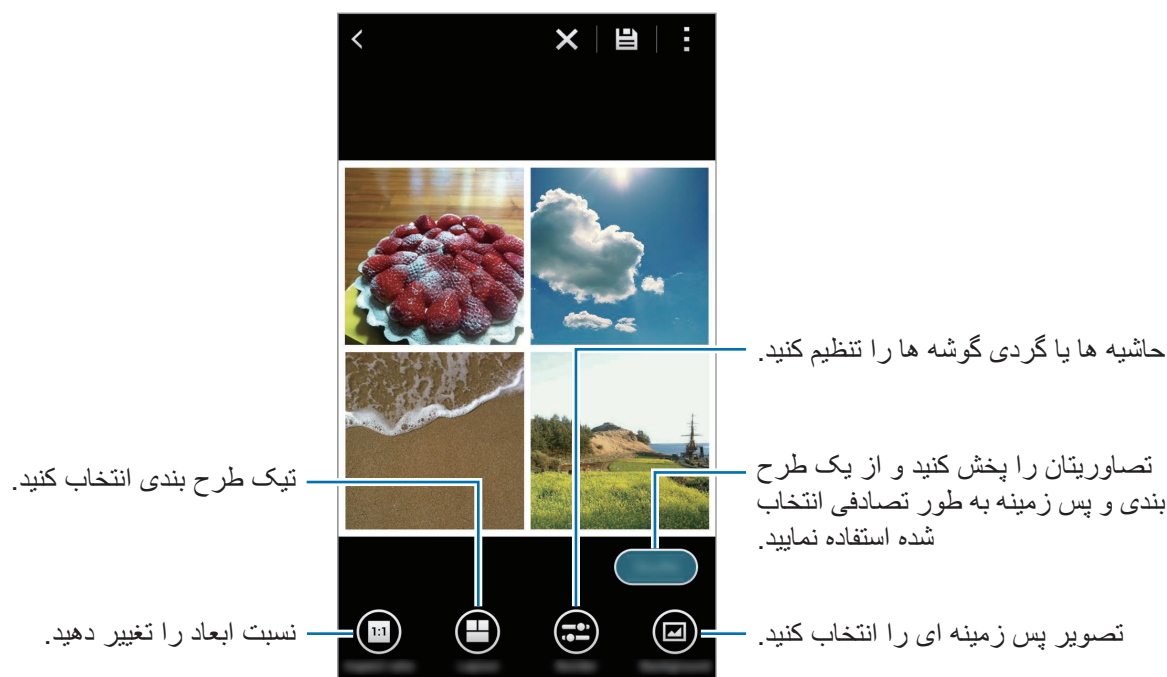 حاشیه ها یا گردی گوشه ها را تنظیم کنید.
تصاویرتان را پخش کنید و از یک طرح
بندی و پس زمینه به طور تصادفی انتخاب
شده استفاده نمایید.
تیک طرح بندی انتخاب کنید.
1:1
تصویر پس زمینه ای را انتخاب کنید.
نسبت ابعاد را تغییر دهید.